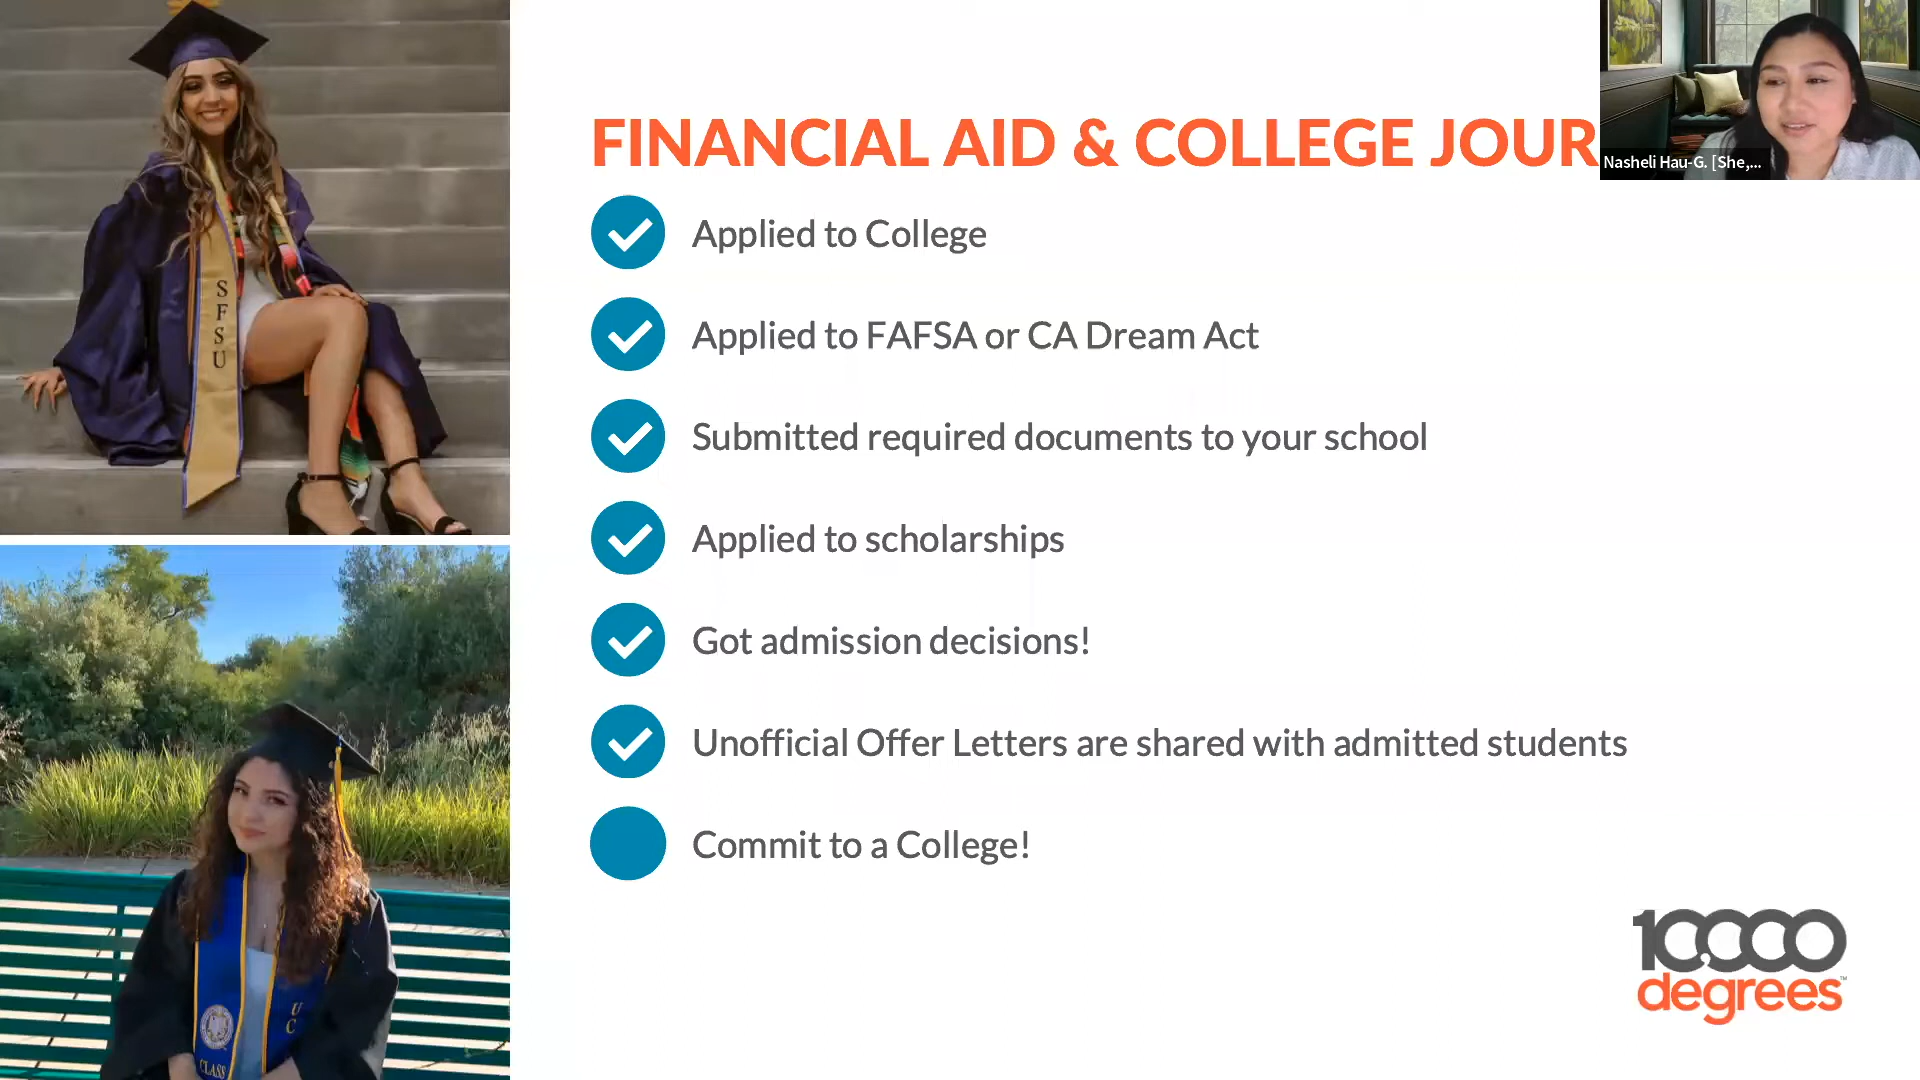 FINANCIAL AID & COLLEGE JOUR
Nasheli Hau-G. [She,...
Applied to College
Applied to FAFSA or CA Dream Act
Submitted required documents to your school
Applied to scholarships
Got admission decisions!
Unofficial Offer Letters are shared with admitted students
Commit to a College!
10,000
degrees™
S
F
S
U
U
C
CLASS